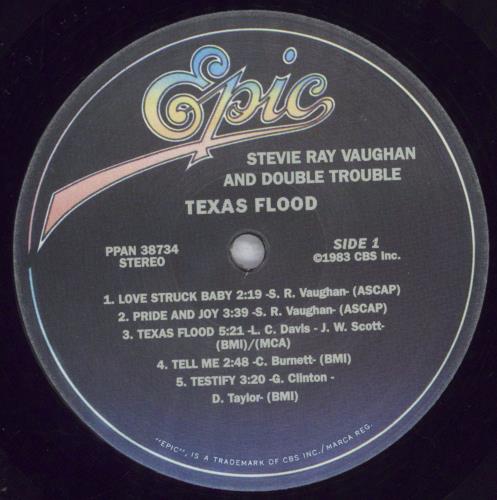 Epic
STEVIE RAY VAUGHAN
AND DOUBLE TROUBLE
TEXAS FLOOD
PPAN 38734
STEREO
SIDE 1
©1983 CBS Inc.
1. LOVE STRUCK BABY 2:19 -S. R. Vaughan- (ASCAP)
2. PRIDE AND JOY 3:39 -S. R. Vaughan- (ASCAP)
3. TEXAS FLOOD 5:21 -L. C. Davis - J. W. Scott-
(BMI)/(MCA)
4. TELL ME 2:48 -C. Burnett- (BMI)
5. TESTIFY 3:20 -G. Clinton -
D. Taylor- (BMI)
"EPIC", IS A TRADEMARK OF CBS INC./MARCA REG.